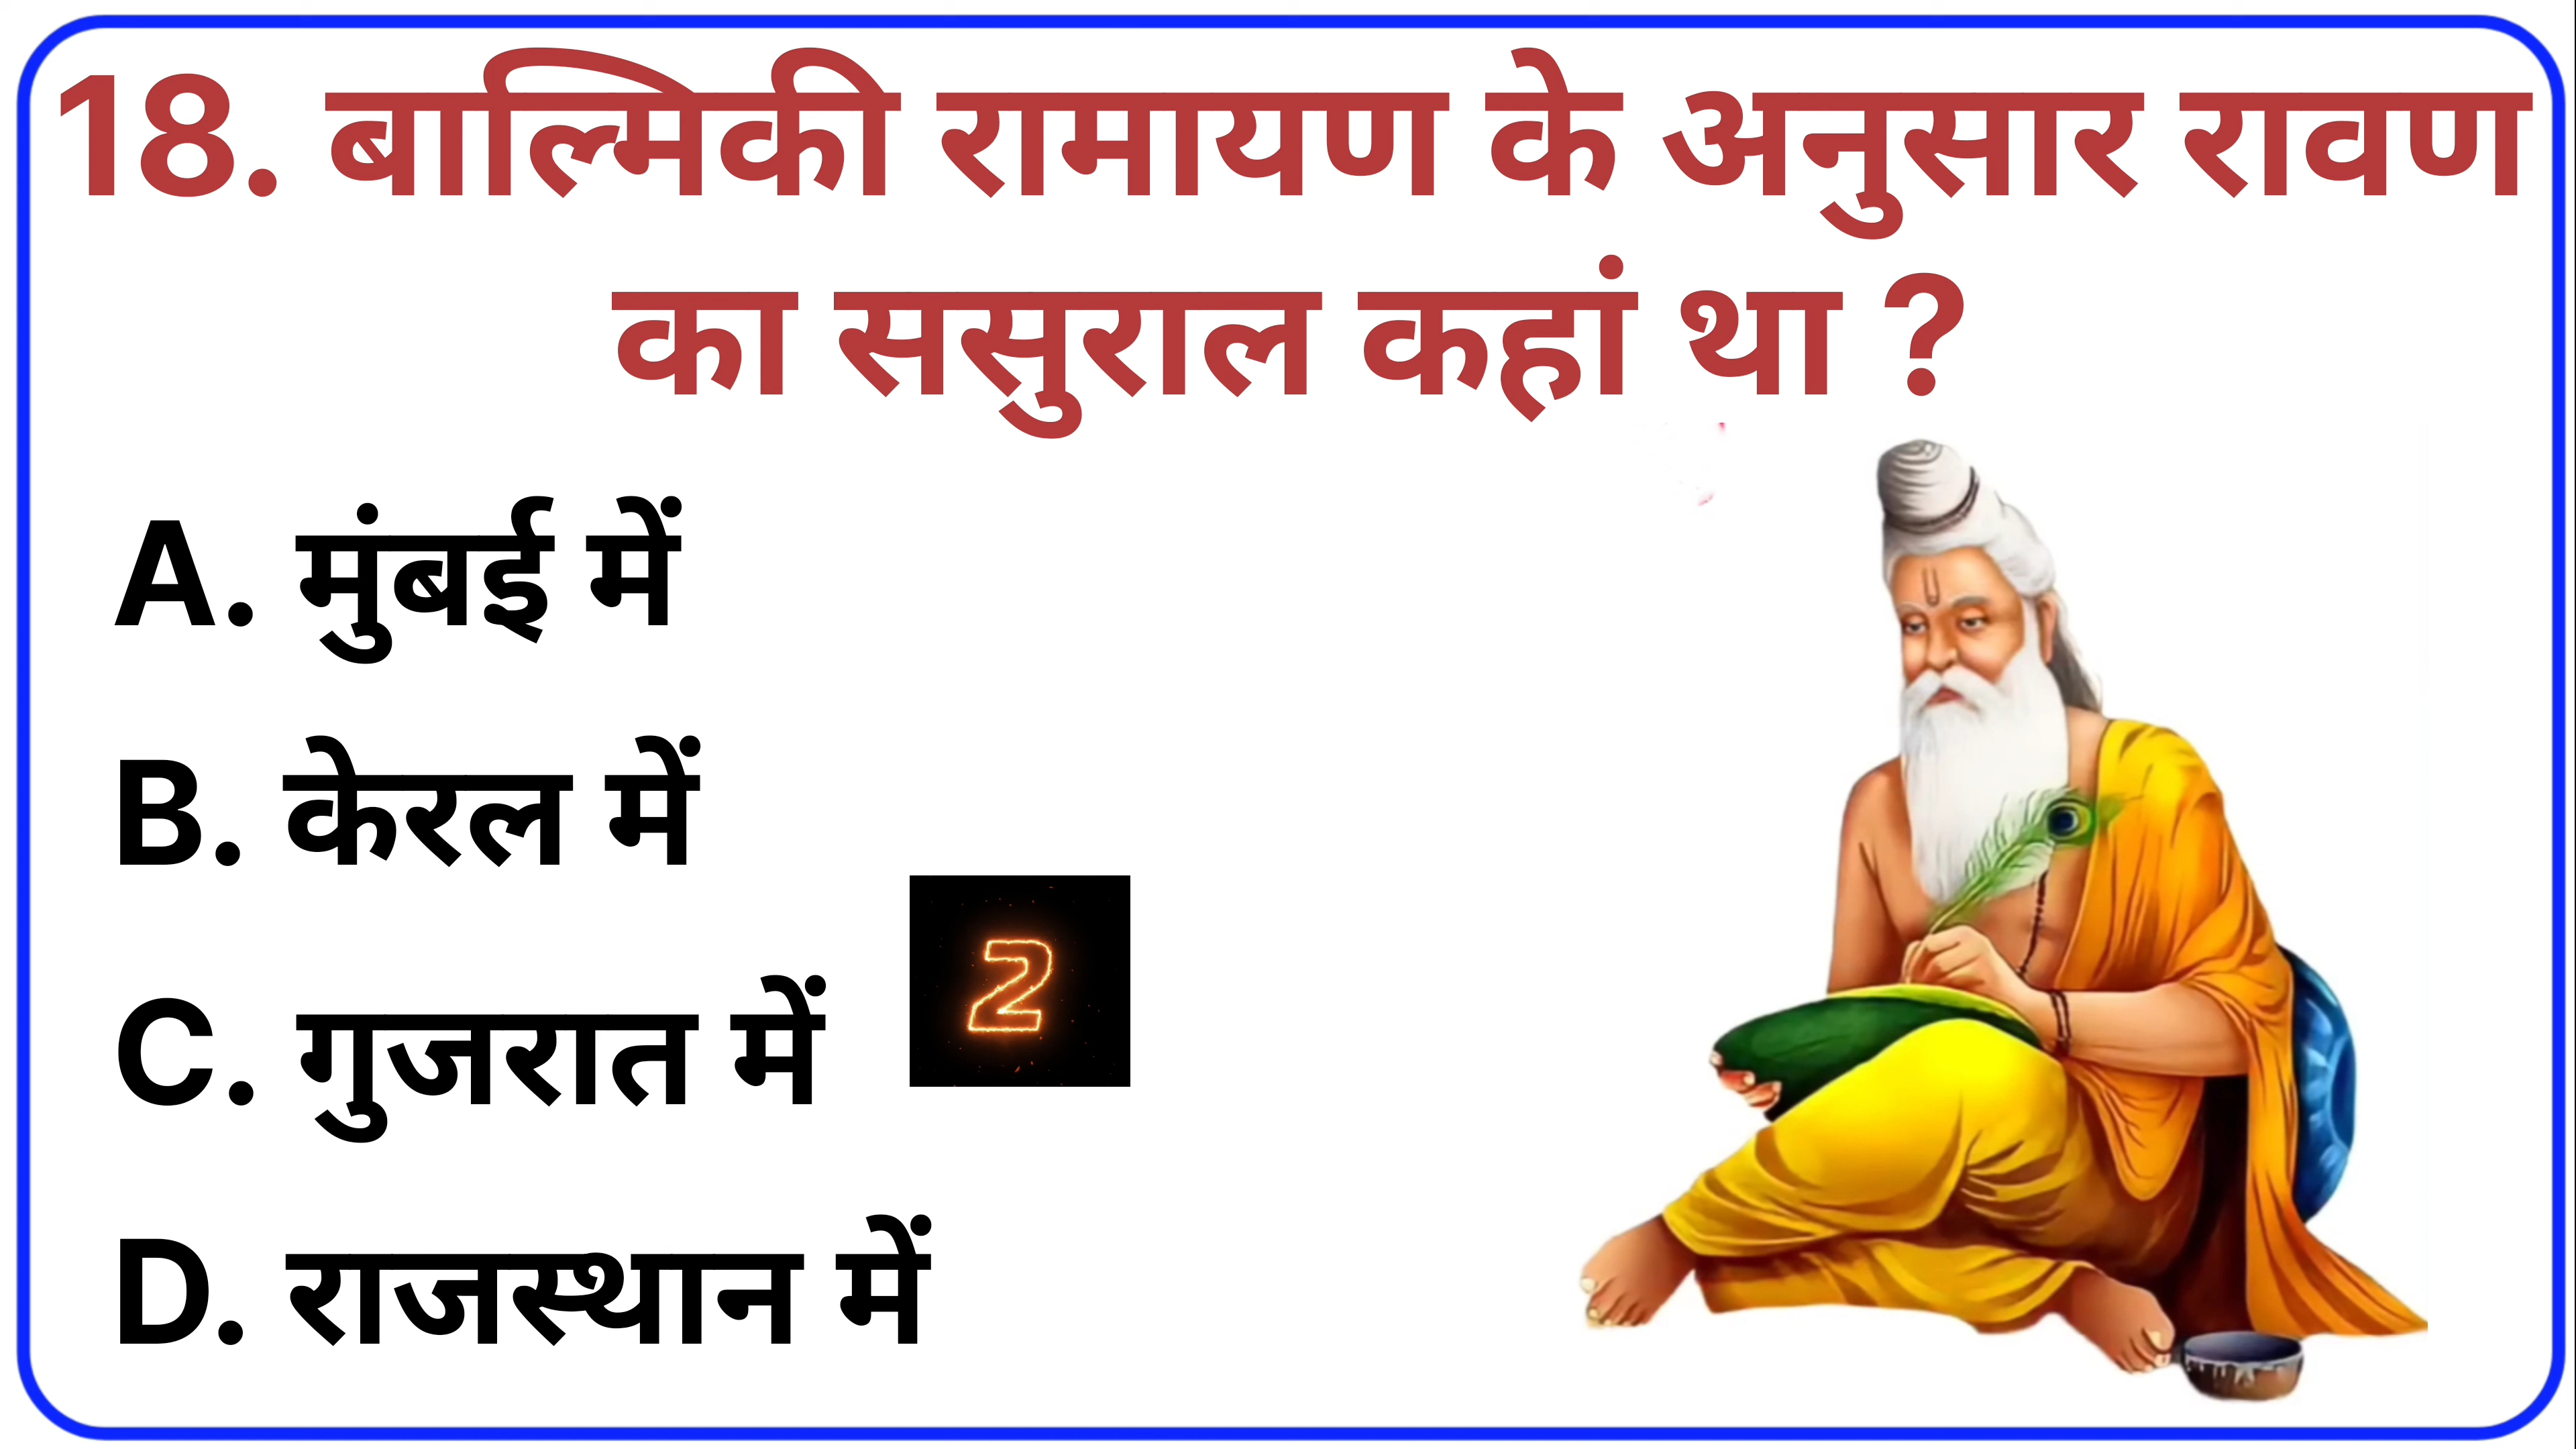 18. बाल्मिकी रामायण के अनुसार रावण
का ससुराल कहां था ?
A. मुंबई में
B. केरल में
C. गुजरात में
2
D. राजस्थान में